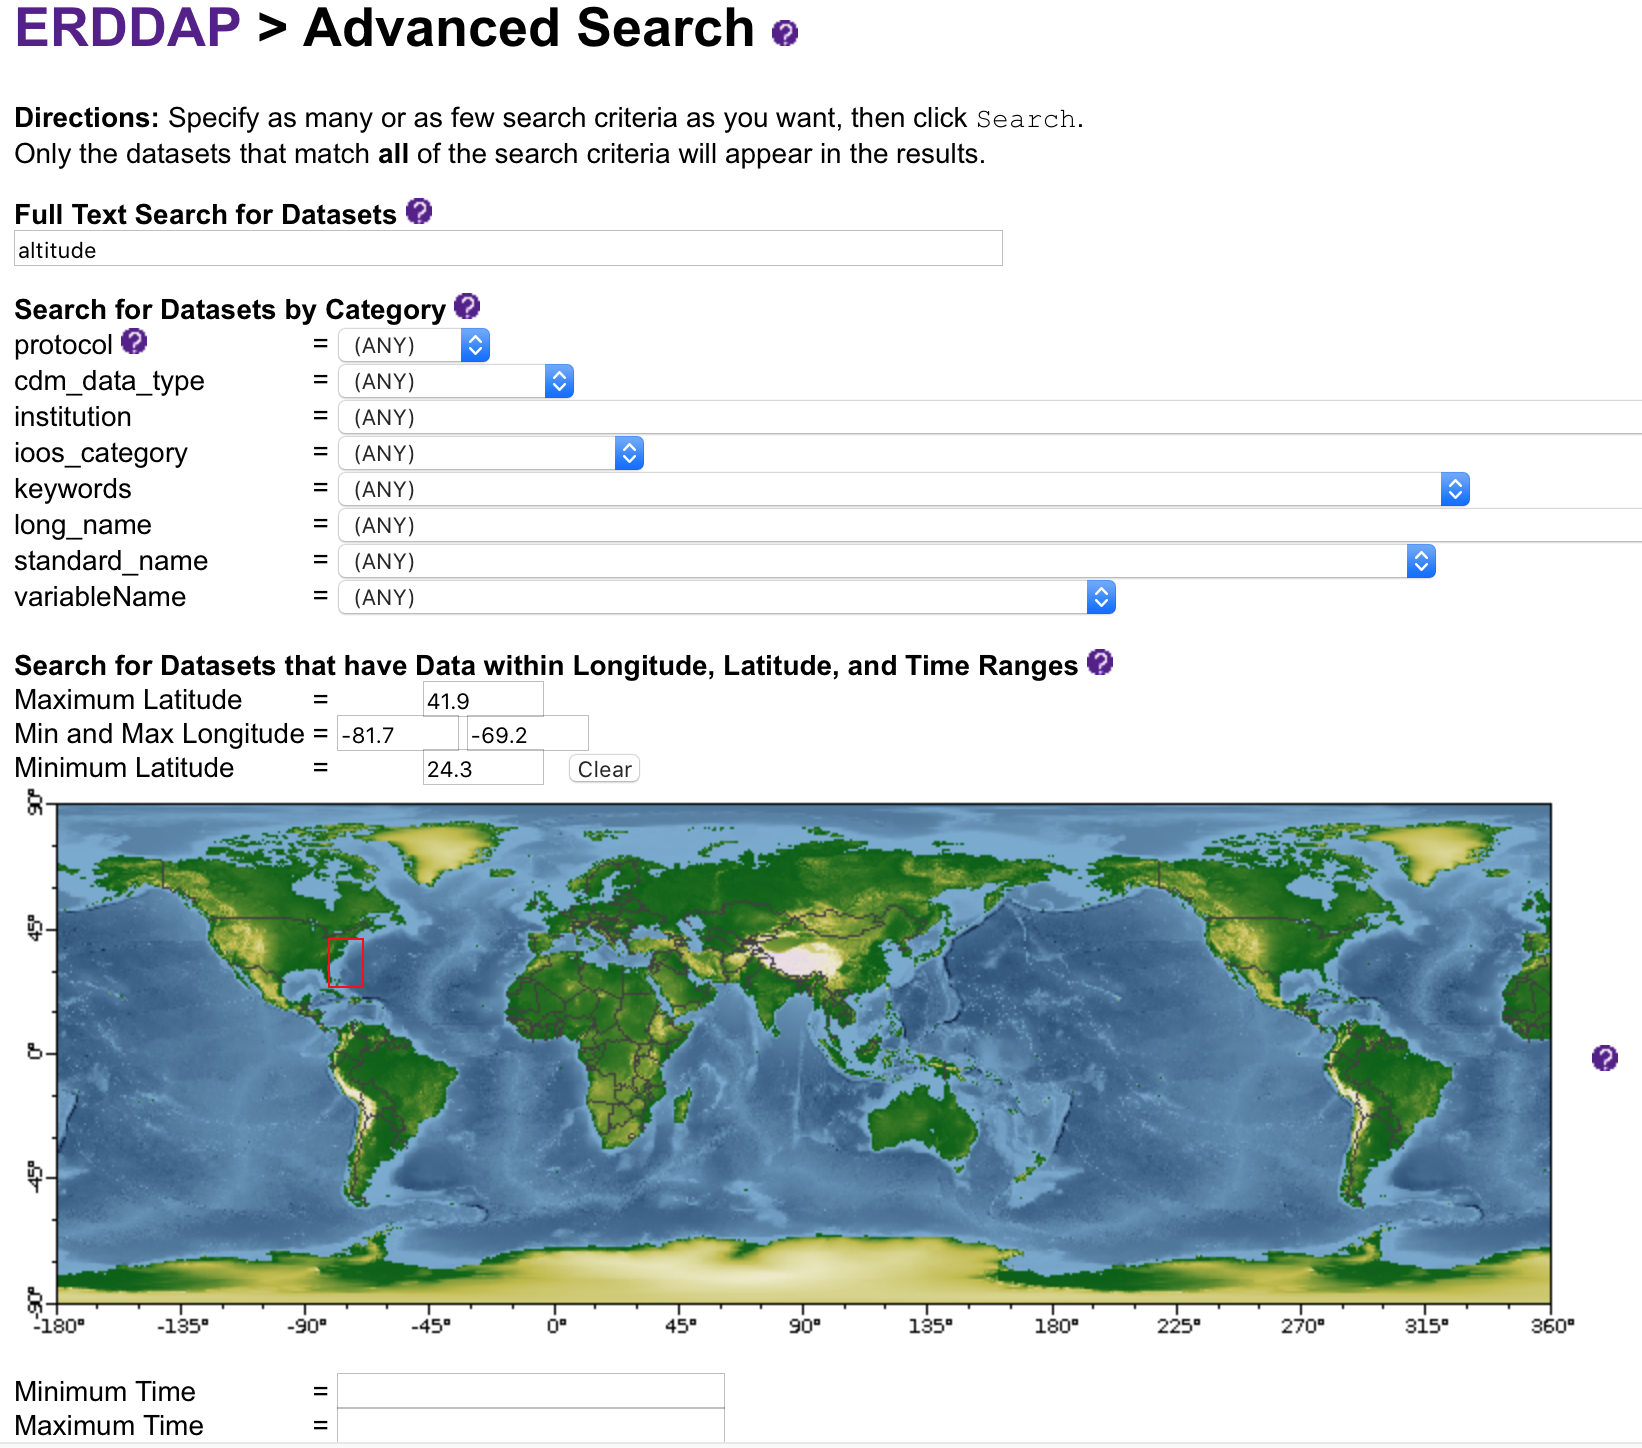 ERDDAP > Advanced Search ?
Directions: Specify as many or as few search criteria as you want, then click Search.
Only the datasets that match all of the search criteria will appear in the results.
Full Text Search for Datasets ?
altitude
Search for Datasets by Category ?
protocol ? = (ANY)
cdm_data_type = (ANY)
institution = (ANY)
ioos_category = (ANY)
keywords = (ANY)
long_name = (ANY)
standard_name = (ANY)
variableName = (ANY)
Search for Datasets that have Data within Longitude, Latitude, and Time Ranges ?
Maximum Latitude = 41.9
Min and Max Longitude = -81.7 -69.2
Minimum Latitude = 24.3 Clear
90°
45°
0°
?
-45°
-90°
-180° -135° -90° -45° 0° 45° 90° 135° 180° 225° 270° 315° 360°
Minimum Time =
Maximum Time =